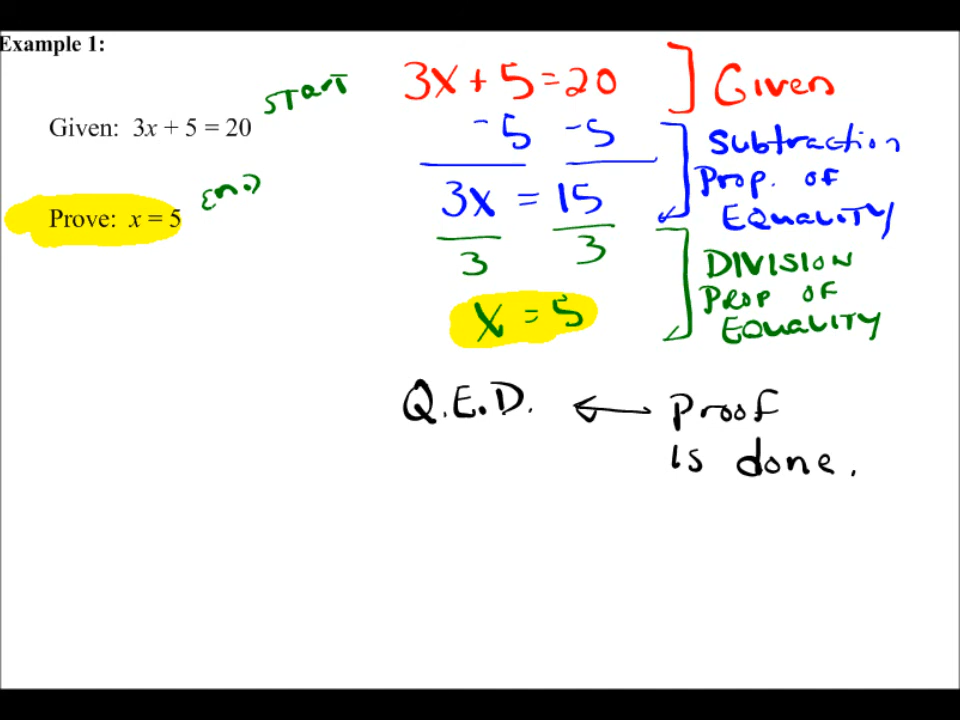 Example 1:
START
Given: 3x + 5 = 20
END
Prove: x = 5
3x + 5 = 20
Given
-5 -5
Subtraction
Prop. of
Equality
3x = 15
3 3
Division
Prop of
Equality
x = 5
Q.E.D. ← Proof
is done.